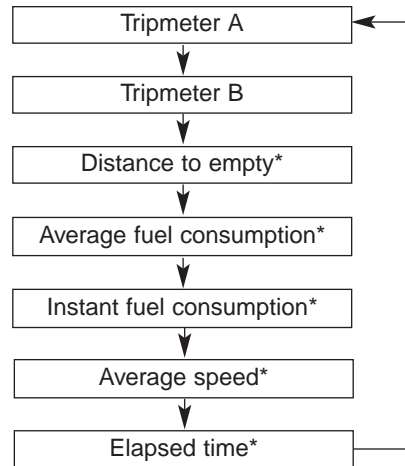 Tripmeter A
Tripmeter B
Distance to empty*
Average fuel consumption*
Instant fuel consumption*
Average speed*
Elapsed time*